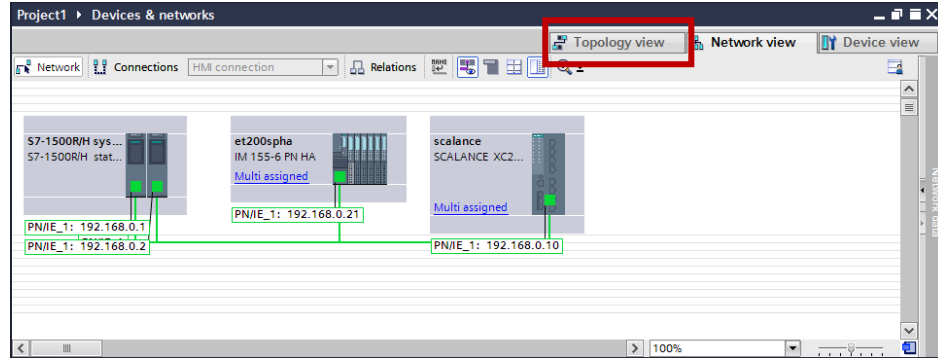 Project1 ▸ Devices & networks
Topology view Network view Device view
Network Connections HMI connection Relations
S7-1500R/H sys...
S7-1500R/H stat...
et200spha
IM 155-6 PN HA
Multi assigned
scalance
SCALANCE XC2...
Multi assigned
PN/IE_1: 192.168.0.21
PN/IE_1: 192.168.0.1
PN/IE_1: 192.168.0.2
PN/IE_1: 192.168.0.10
Network data
100%